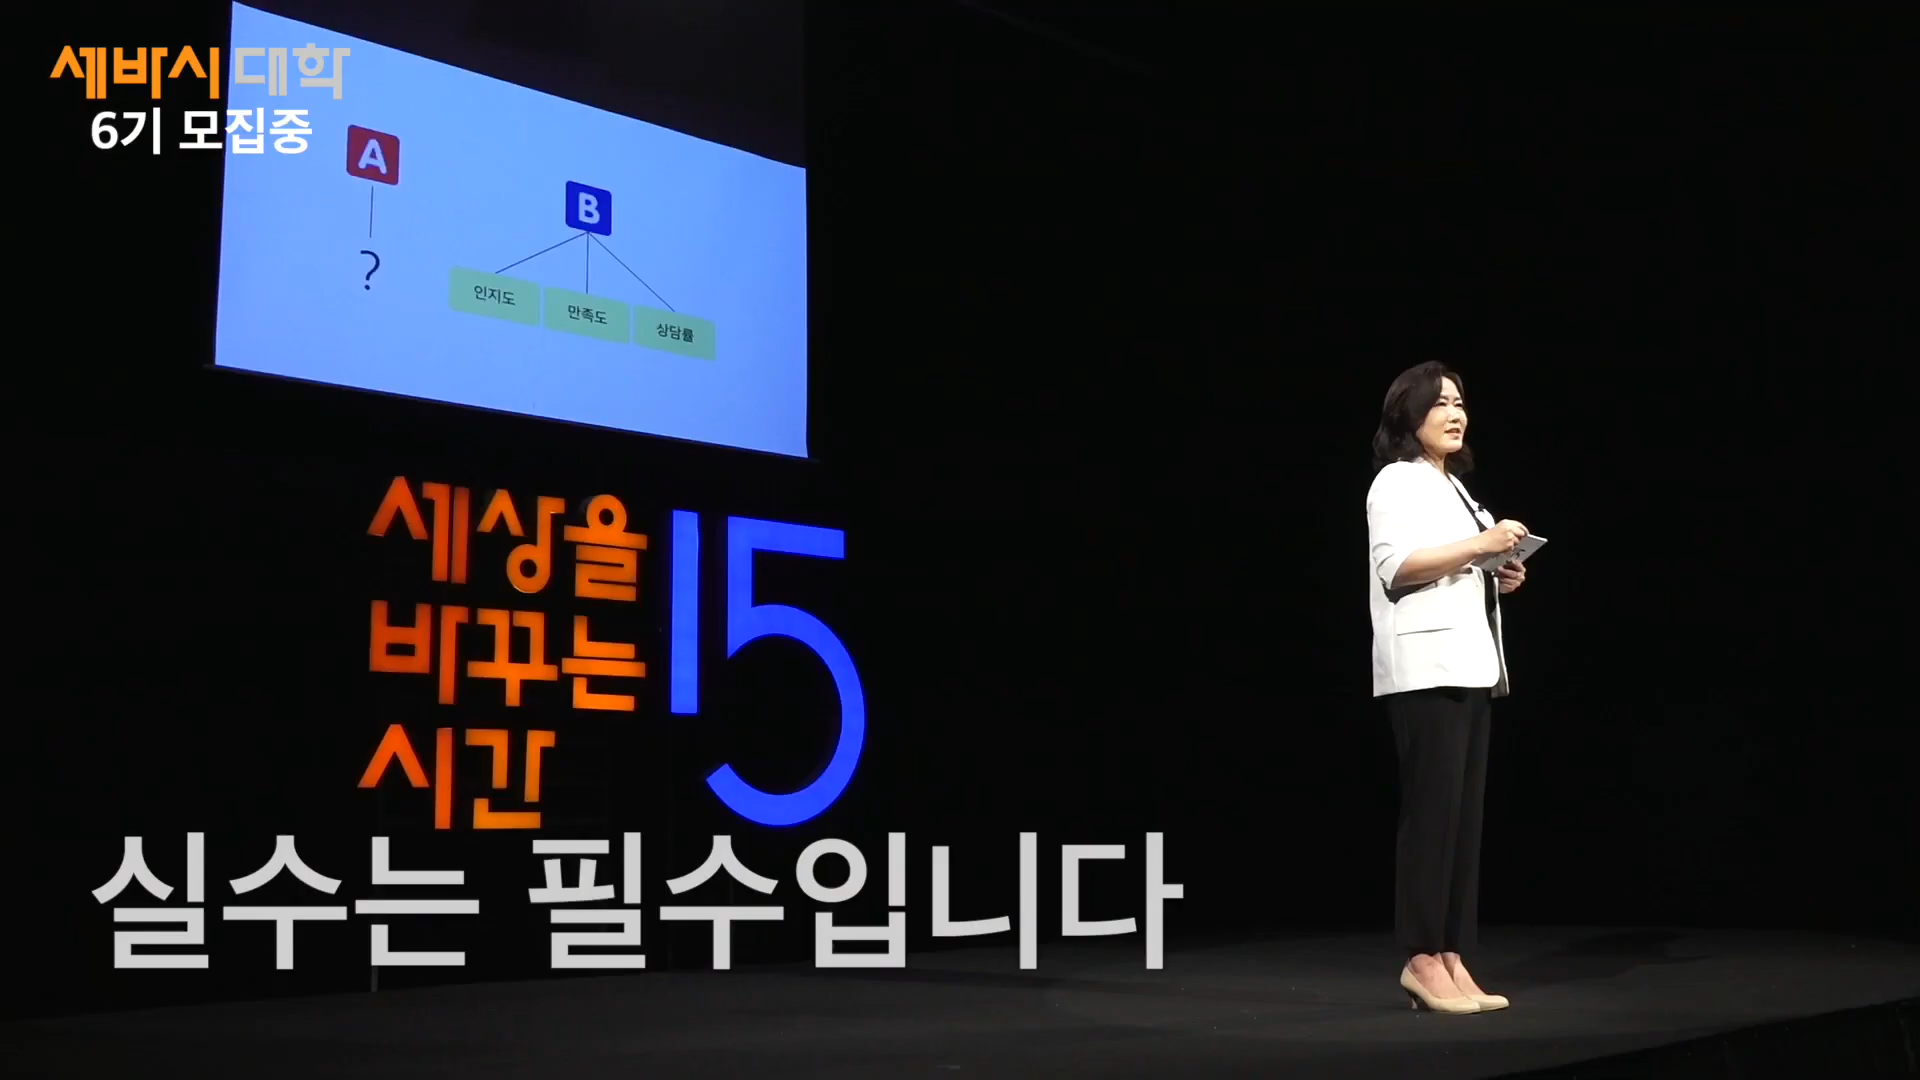 세바시 대학
6기 모집중
A
?
B
인지도
만족도
상담률
세상을
바꾸는
시간
15
실수는 필수입니다